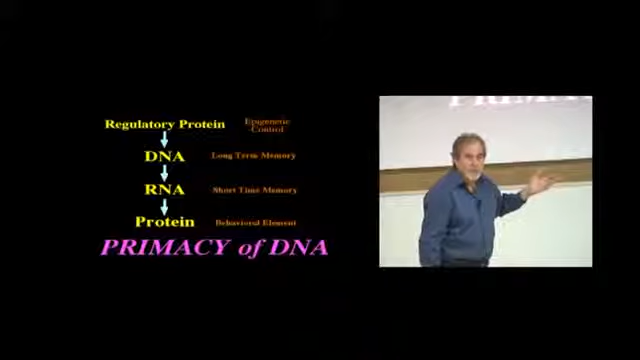 Regulatory Protein
Epigenetic
Control
DNA
Long Term Memory
RNA
Short Time Memory
Protein
Behavioral Element
PRIMACY of DNA